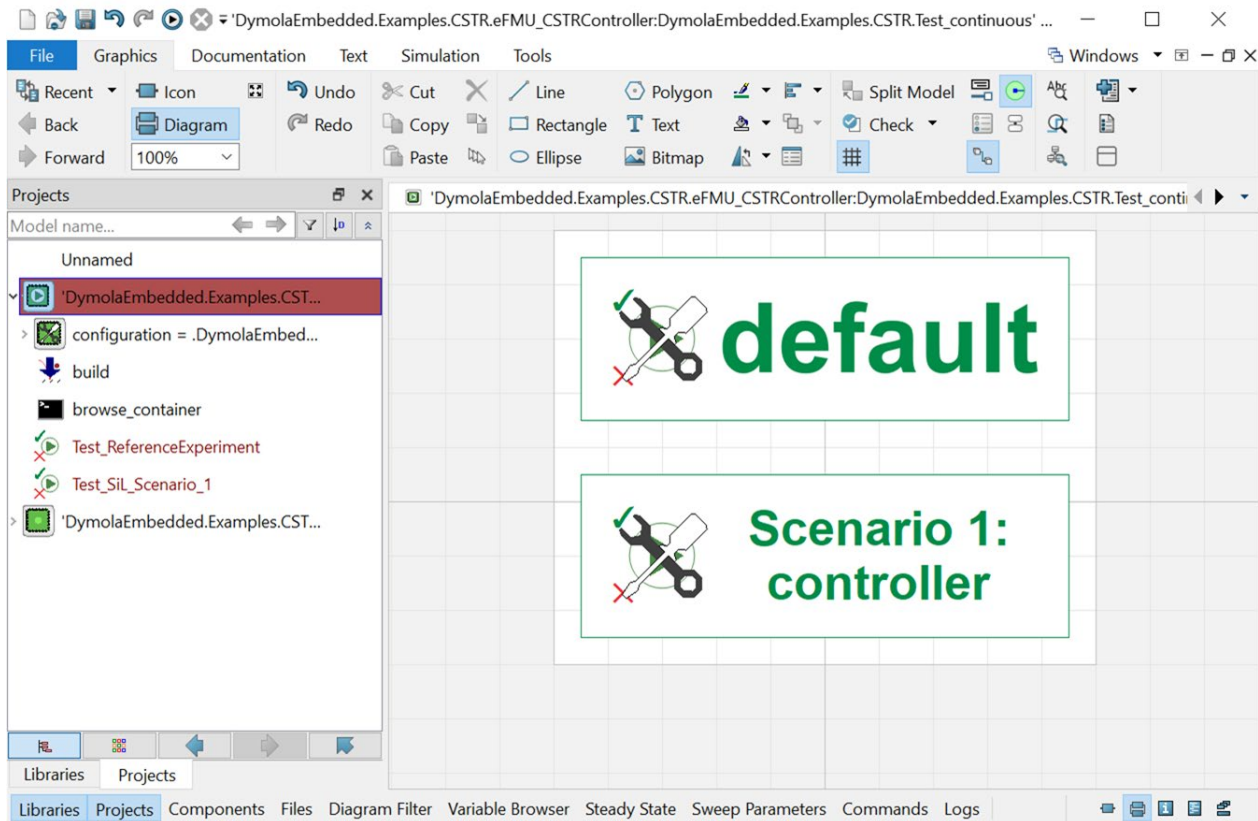 'DymolaEmbedded.Examples.CSTR.eFMU_CSTRController:DymolaEmbedded.Examples.CSTR.Test_continuous' ...
File Graphics Documentation Text Simulation Tools Windows
Recent Icon Undo Cut Line Polygon Split Model Abc
Back Diagram Redo Copy Rectangle Text Check
Forward 100% Paste Ellipse Bitmap
Projects
'DymolaEmbedded.Examples.CSTR.eFMU_CSTRController:DymolaEmbedded.Examples.CSTR.Test_conti
Model name...
Unnamed
'DymolaEmbedded.Examples.CST...
configuration = .DymolaEmbed...
build
browse_container
Test_ReferenceExperiment
Test_SiL_Scenario_1
'DymolaEmbedded.Examples.CST...
default
Scenario 1:
controller
Libraries Projects
Libraries Projects Components Files Diagram Filter Variable Browser Steady State Sweep Parameters Commands Logs